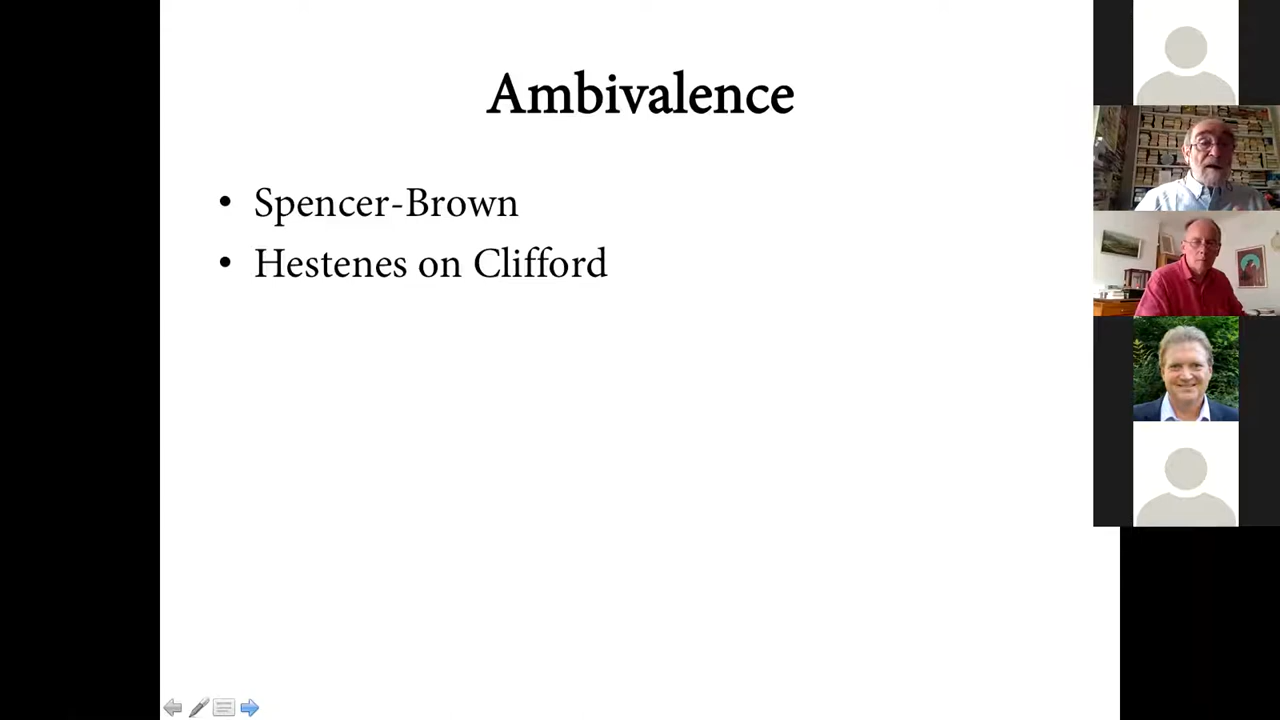 Ambivalence
• Spencer-Brown
• Hestenes on Clifford